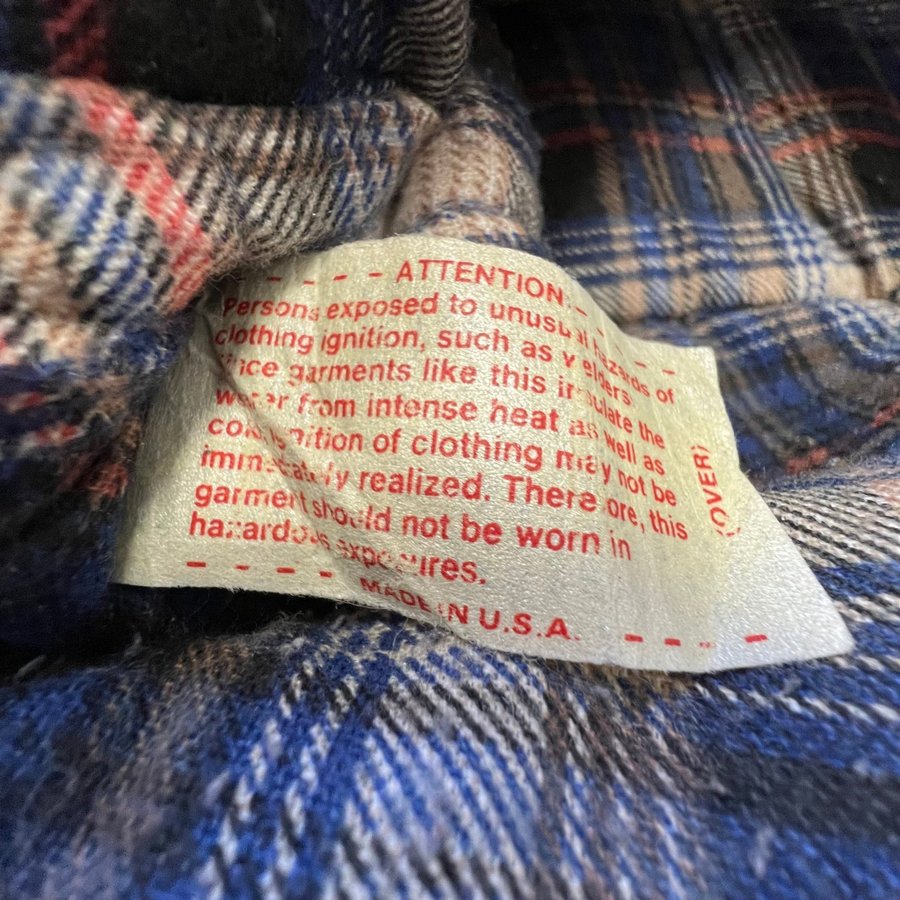 - - - - ATTENTION. - - - -
Persons exposed to unusual hazards of
clothing ignition, such as welders
since garments like this insulate the
wearer from intense heat as well as
cold ignition of clothing may not be
immediately realized. Therefore, this
garment should not be worn in
hazardous exposures.
- - - - MADE IN U.S.A. - - - -
(OVER)